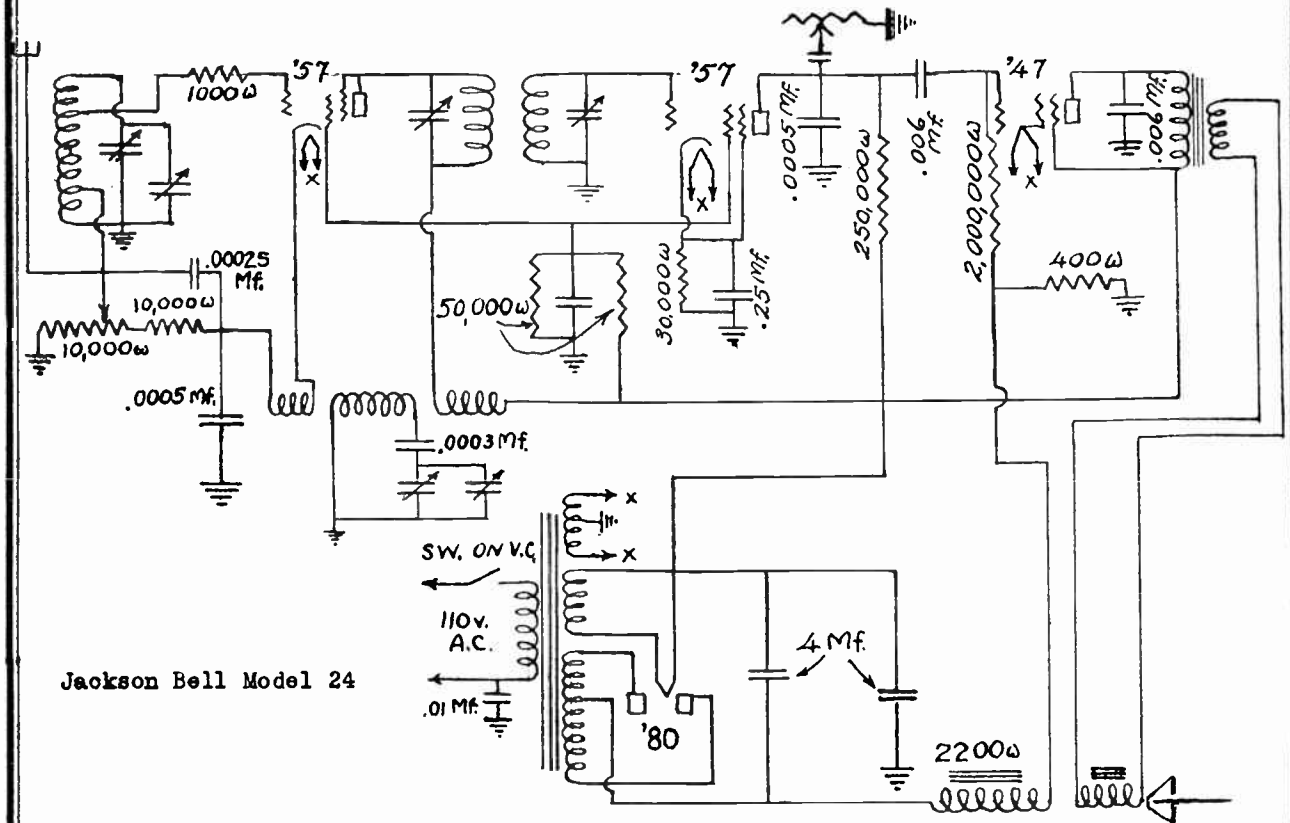 '57
1000ω
'57
.0005 Mf.
250,000ω
.006
Mf.
'47
.006 Mf.
x
x
x
2,000,000ω
.00025
Mf.
10,000ω
10,000ω
50,000ω
30,000ω
.25 Mf.
400ω
.0005 Mf.
.0003 Mf.
x
x
SW. ON V.C.
110 v.
A.C.
4 Mf.
Jackson Bell Model 24
.01 Mf.
'80
2200ω